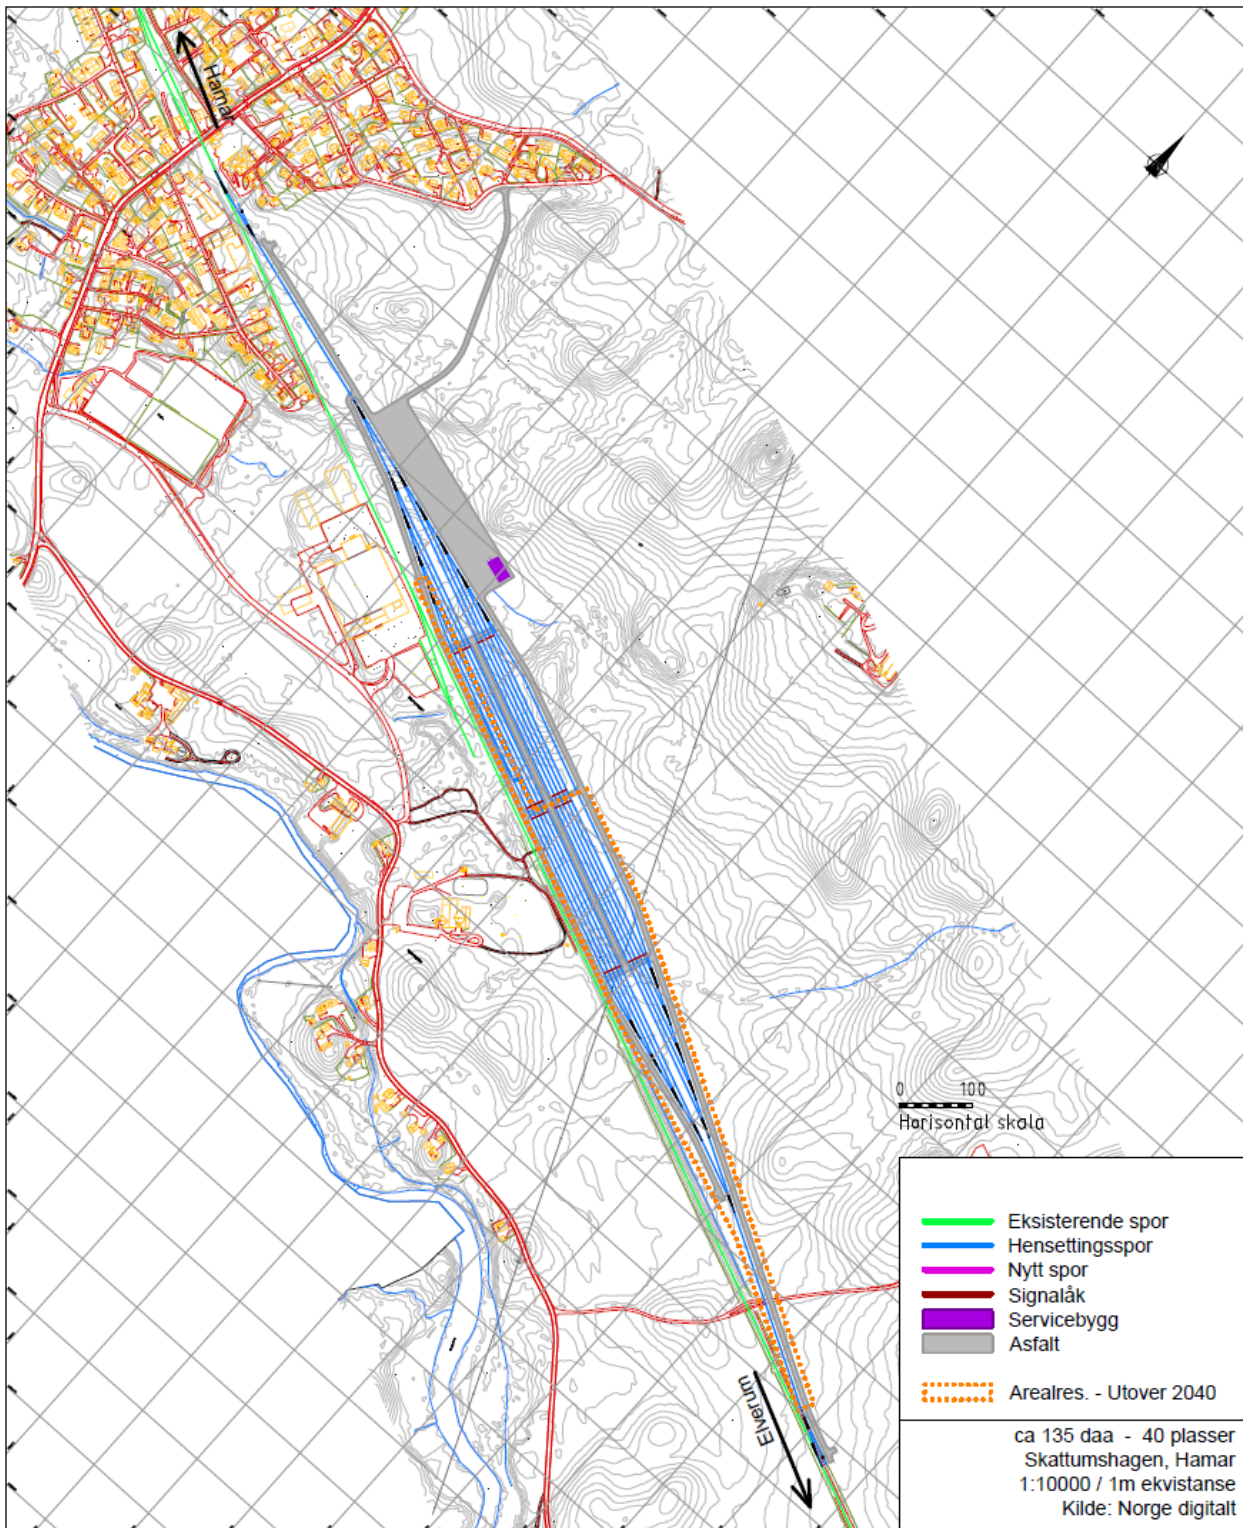 Hamar
0 100
Horisontal skala
Eksisterende spor
Hensettingsspor
Nytt spor
Signalåk
Servicebygg
Asfalt
Arealres. - Utover 2040
Elverum
ca 135 daa - 40 plasser
Skattumshagen, Hamar
1:10000 / 1m ekvistanse
Kilde: Norge digitalt